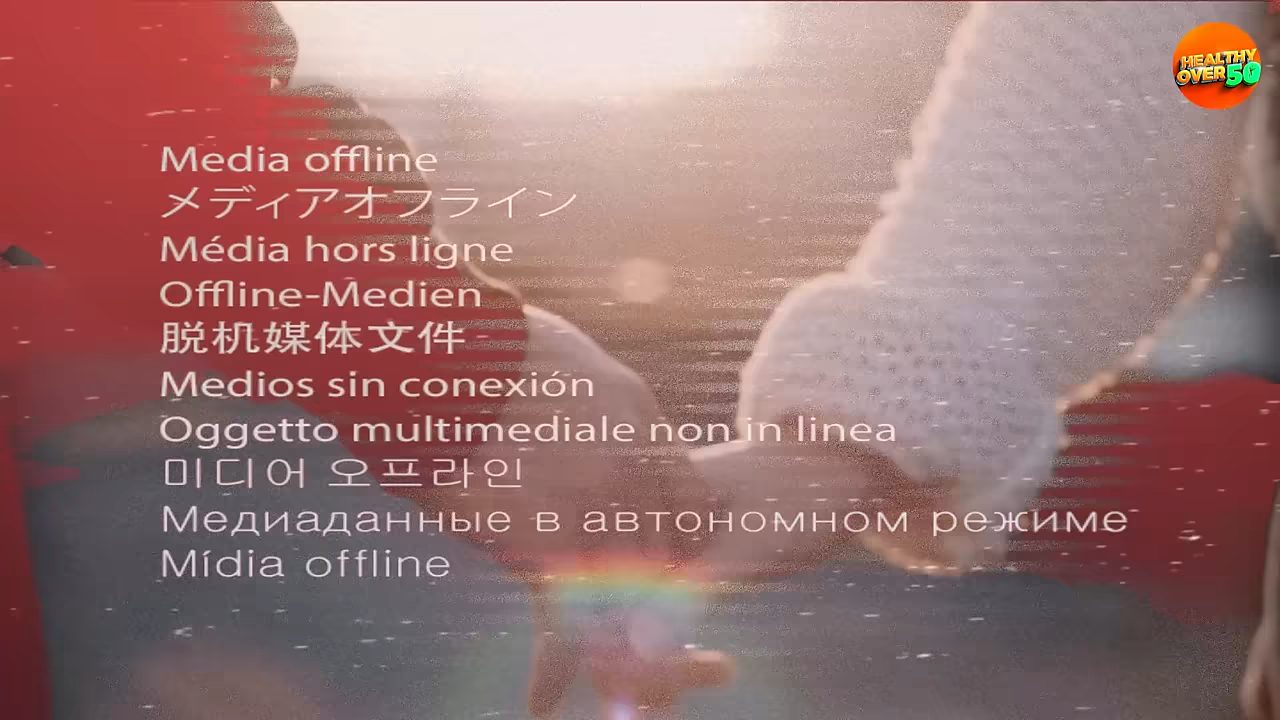 HEALTHY
OVER 50
Media offline
メディアオフライン
Média hors ligne
Offline-Medien
脱机媒体文件
Medios sin conexión
Oggetto multimediale non in linea
미디어 오프라인
Медиаданные в автономном режиме
Mídia offline